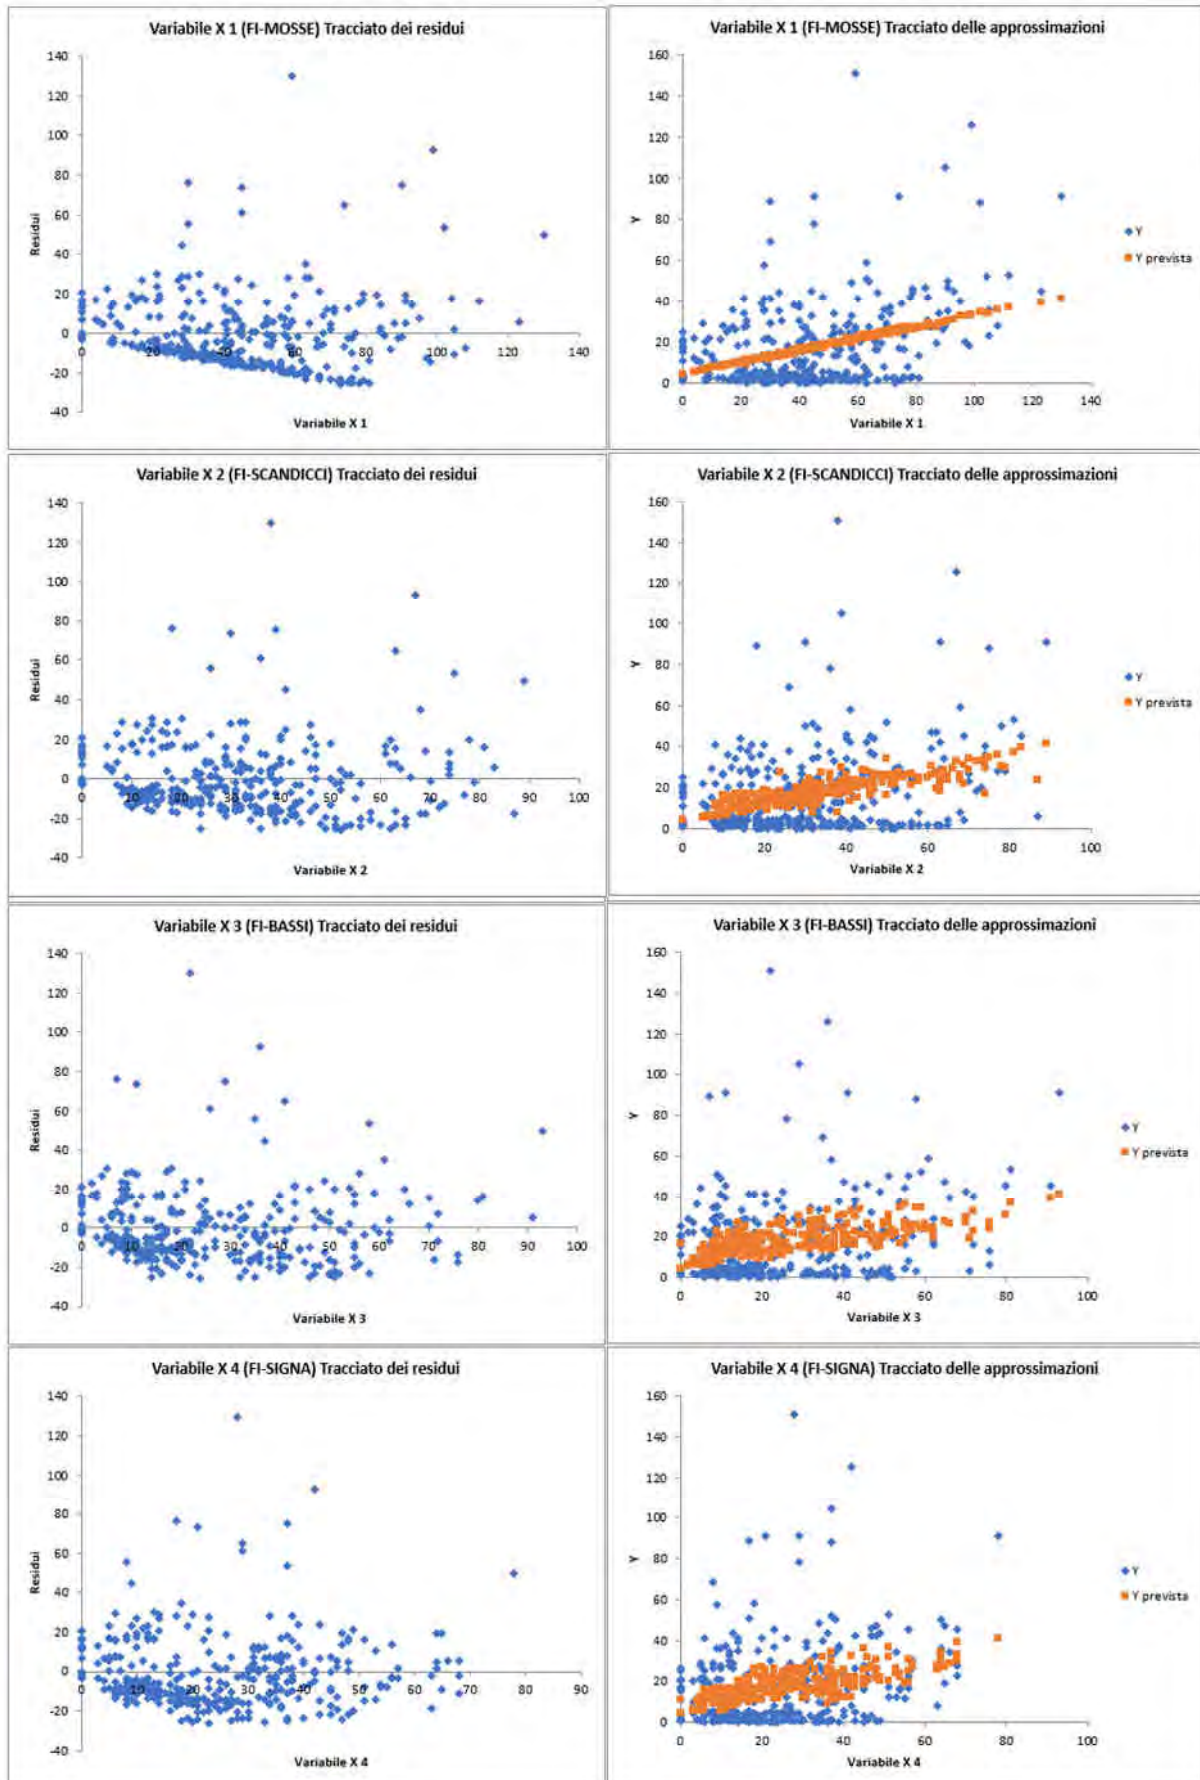 Variabile X 1 (FI-MOSSE) Tracciato dei residui
140
120
100
80
60
40
20
0
-20
-40
Residui
0 20 40 60 80 100 120 140
Variabile X 1
Variabile X 1 (FI-MOSSE) Tracciato delle approssimazioni
160
140
120
100
80
60
40
20
0
Y
0 20 40 60 80 100 120 140
Variabile X 1
Y
Y prevista
Variabile X 2 (FI-SCANDICCI) Tracciato dei residui
140
120
100
80
60
40
20
0
-20
-40
Residui
0 10 20 30 40 50 60 70 80 90 100
Variabile X 2
Variabile X 2 (FI-SCANDICCI) Tracciato delle approssimazioni
160
140
120
100
80
60
40
20
0
Y
0 20 40 60 80 100
Variabile X 2
Y
Y prevista
Variabile X 3 (FI-BASSI) Tracciato dei residui
140
120
100
80
60
40
20
0
-20
-40
Residui
0 10 20 30 40 50 60 70 80 90 100
Variabile X 3
Variabile X 3 (FI-BASSI) Tracciato delle approssimazioni
160
140
120
100
80
60
40
20
0
Y
0 20 40 60 80 100
Variabile X 3
Y
Y prevista
Variabile X 4 (FI-SIGNA) Tracciato dei residui
140
120
100
80
60
40
20
0
-20
-40
Residui
0 10 20 30 40 50 60 70 80 90
Variabile X 4
Variabile X 4 (FI-SIGNA) Tracciato delle approssimazioni
160
140
120
100
80
60
40
20
0
Y
0 20 40 60 80 100
Variabile X 4
Y
Y prevista